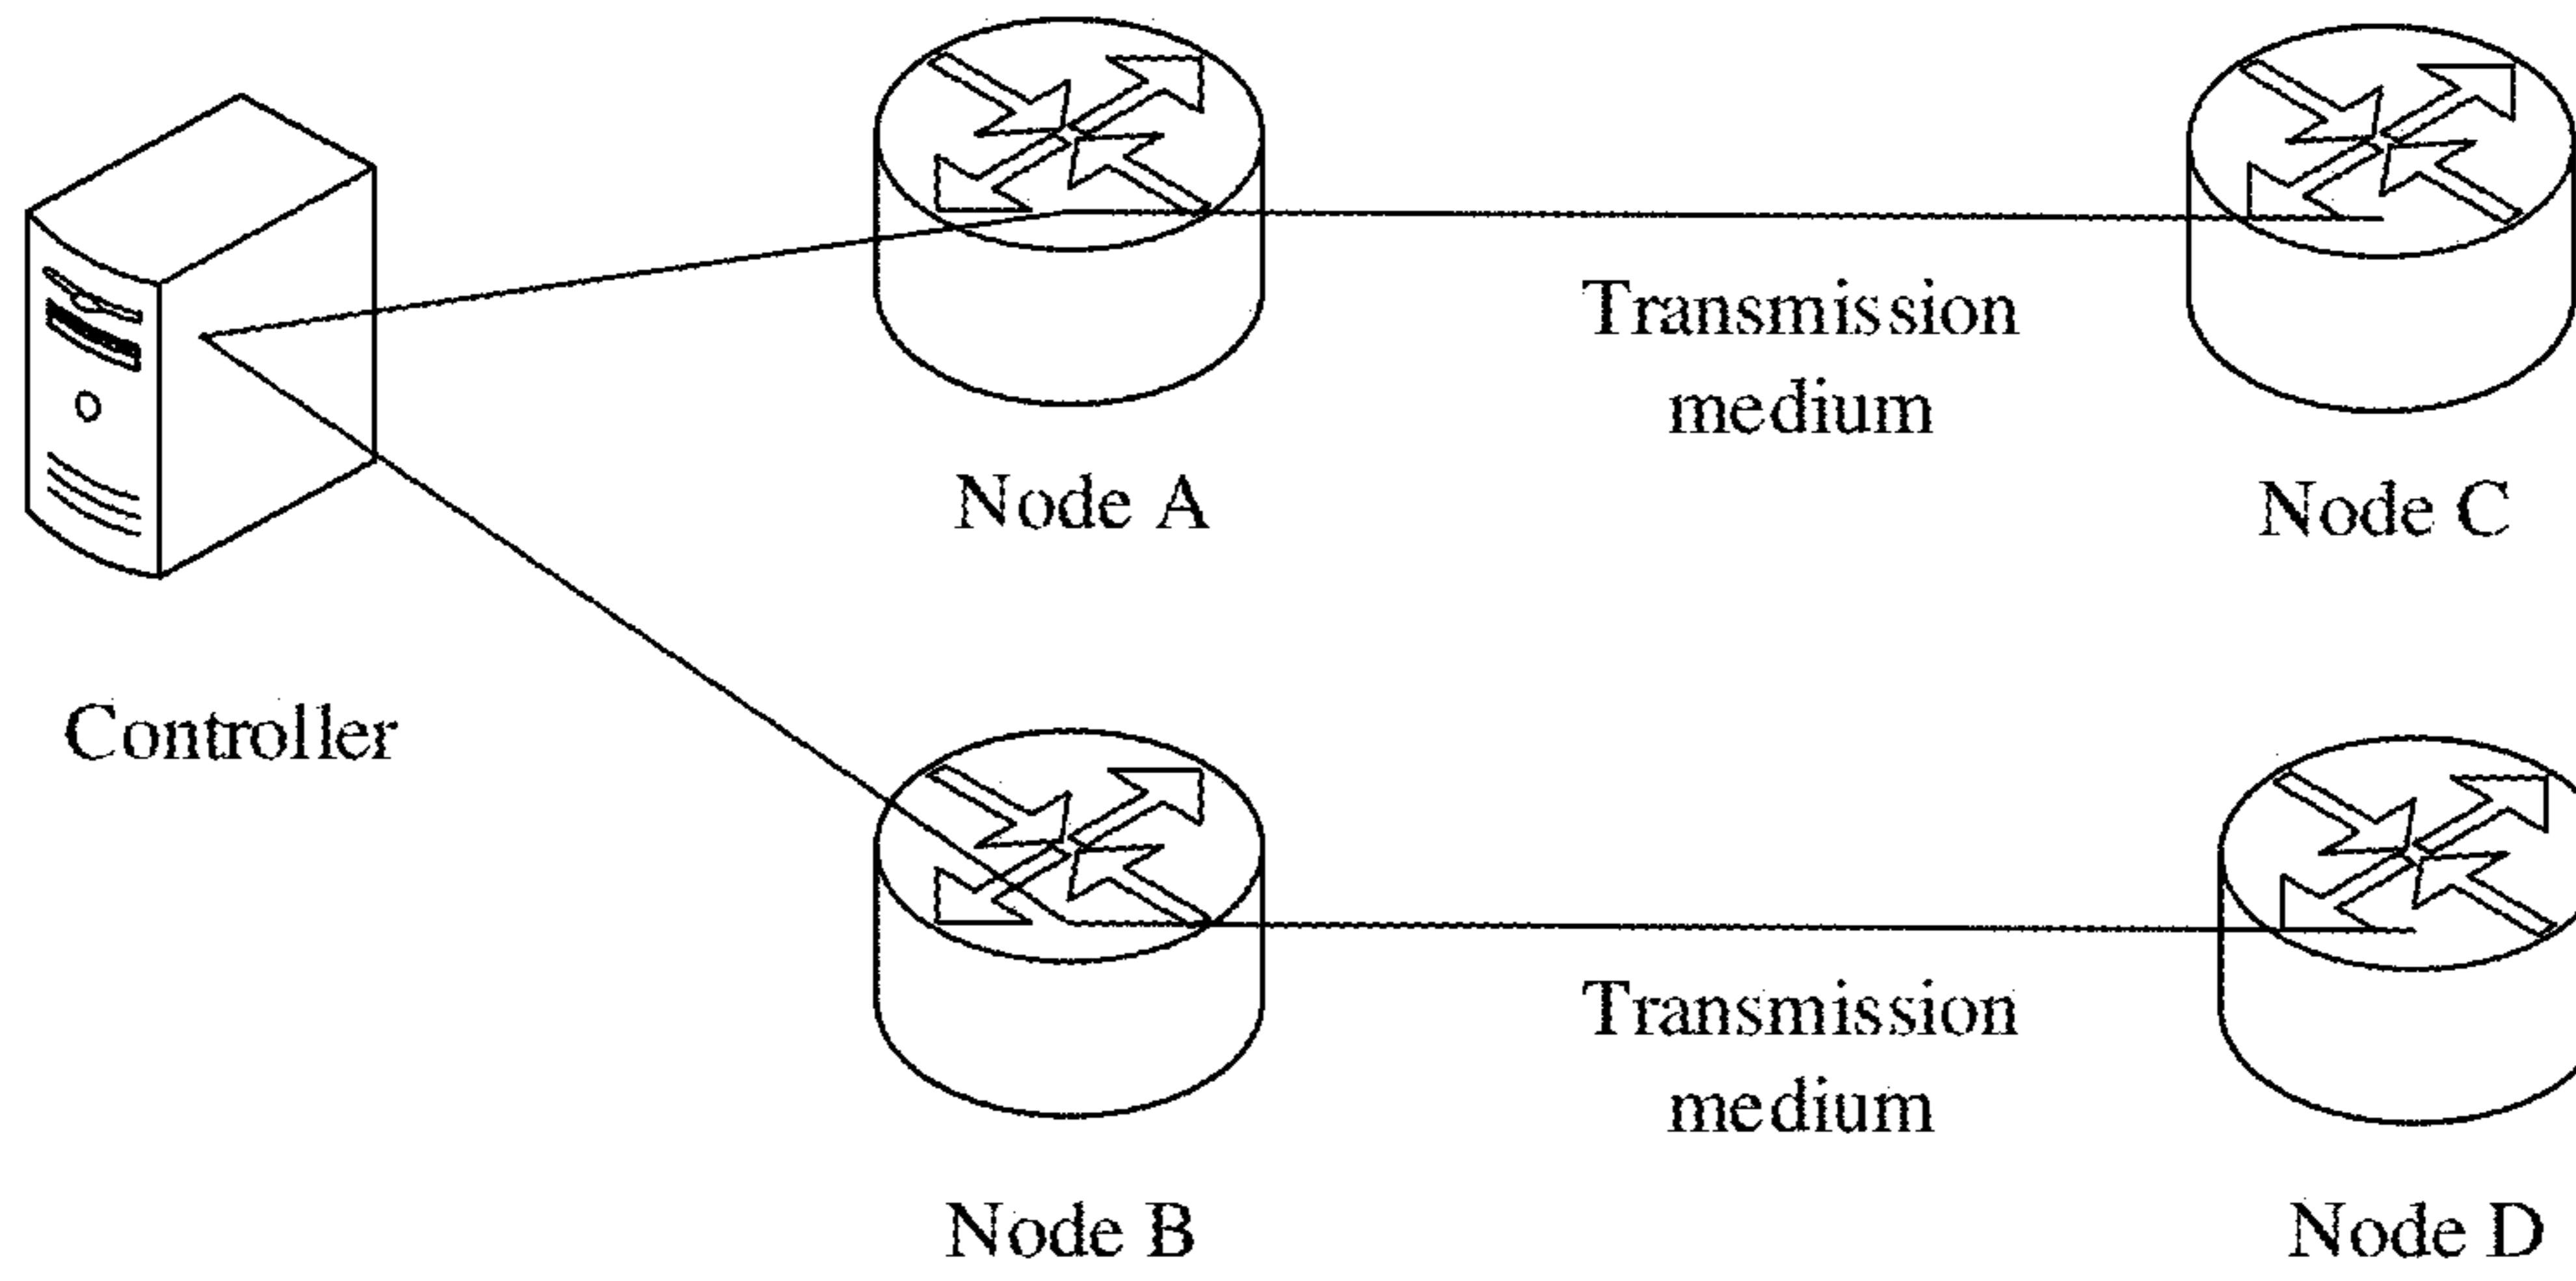 Transmission
medium
Node A
Node C
Controller
Transmission
medium
Node B
Node D